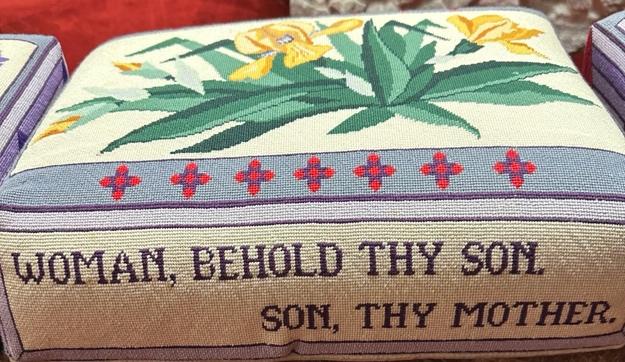 WOMAN, BEHOLD THY SON.
SON, THY MOTHER.